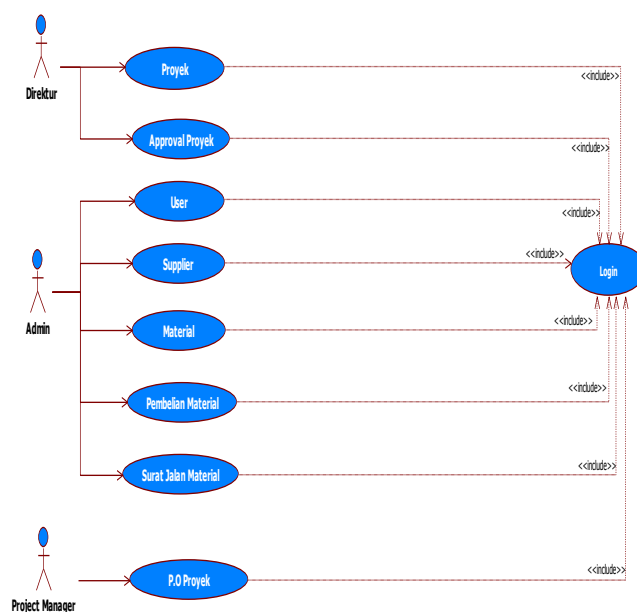 Proyek
<<include>>
Direktur
Approval Proyek
<<include>>
User
<<include>>
Supplier
<<include>>
Login
Admin
Material
<<include>>
Pembelian Material
<<include>>
Surat Jalan Material
<<include>>
P.O Proyek
<<include>>
Project Manager